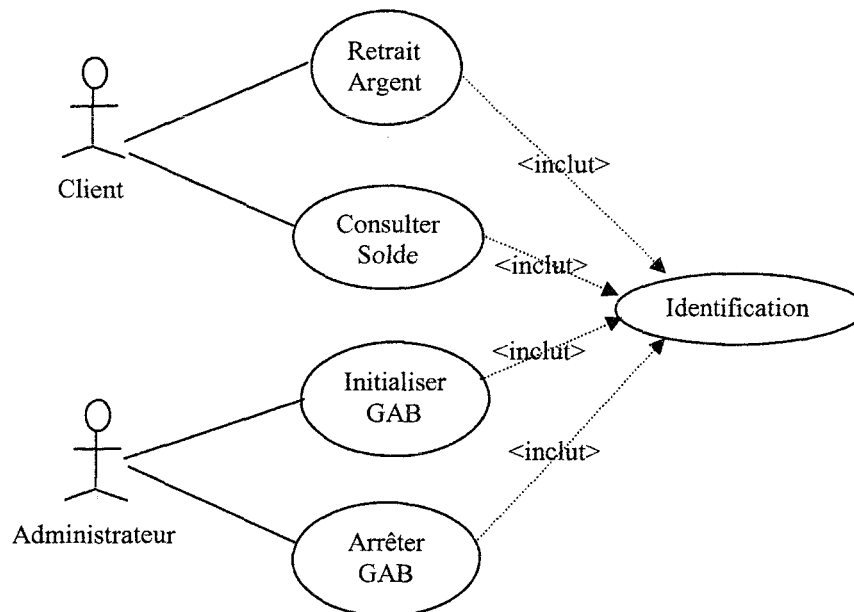 Retrait
Argent
<inclut>
Client
Consulter
Solde
<inclut>
Identification
<inclut>
Initialiser
GAB
<inclut>
Administrateur
Arrêter
GAB